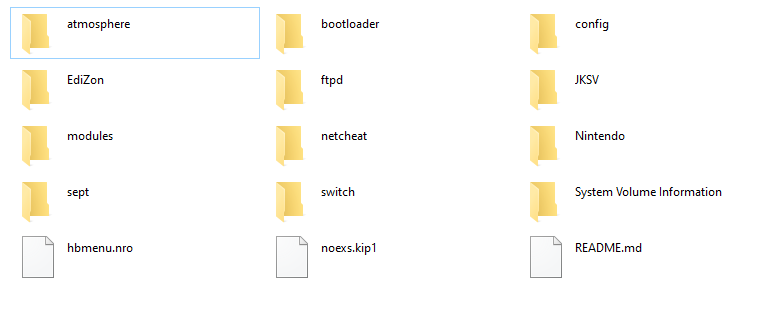 atmosphere
bootloader
config
EdiZon
ftpd
JKSV
modules
netcheat
Nintendo
sept
switch
System Volume Information
hbmenu.nro
noexs.kip1
README.md